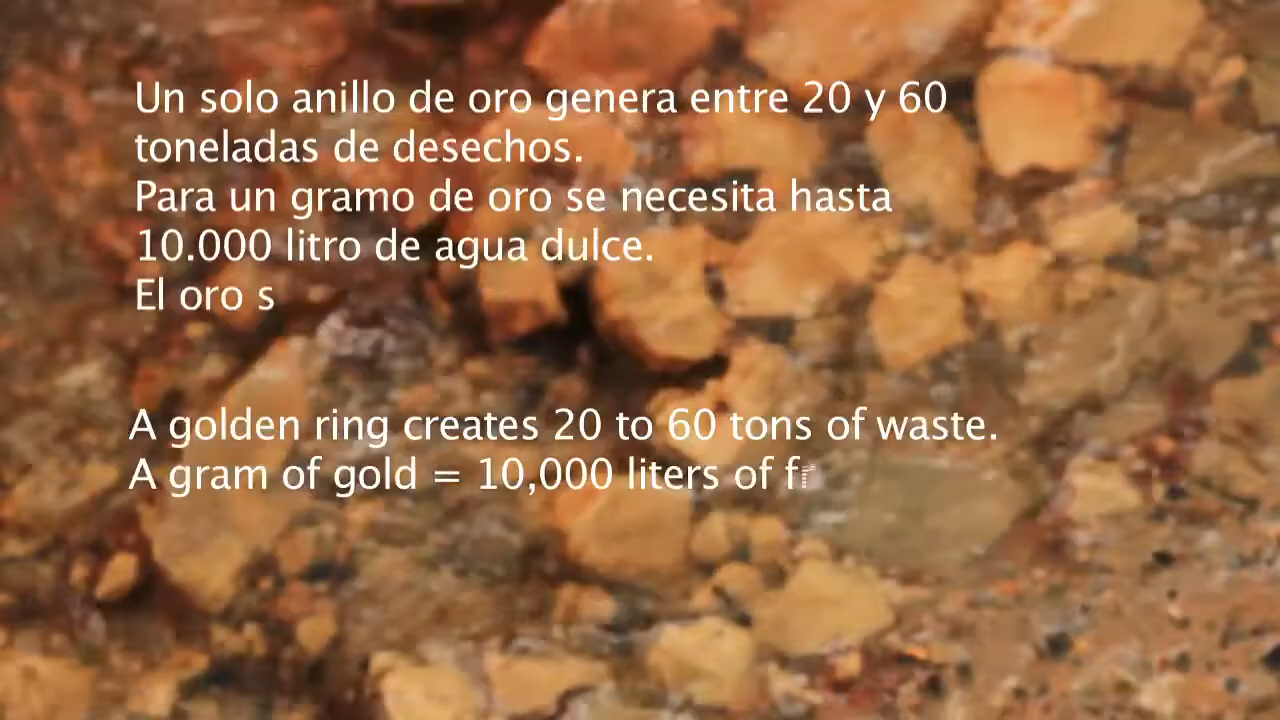 Un solo anillo de oro genera entre 20 y 60
toneladas de desechos.
Para un gramo de oro se necesita hasta
10.000 litro de agua dulce.
El oro s
A golden ring creates 20 to 60 tons of waste.
A gram of gold = 10,000 liters of f